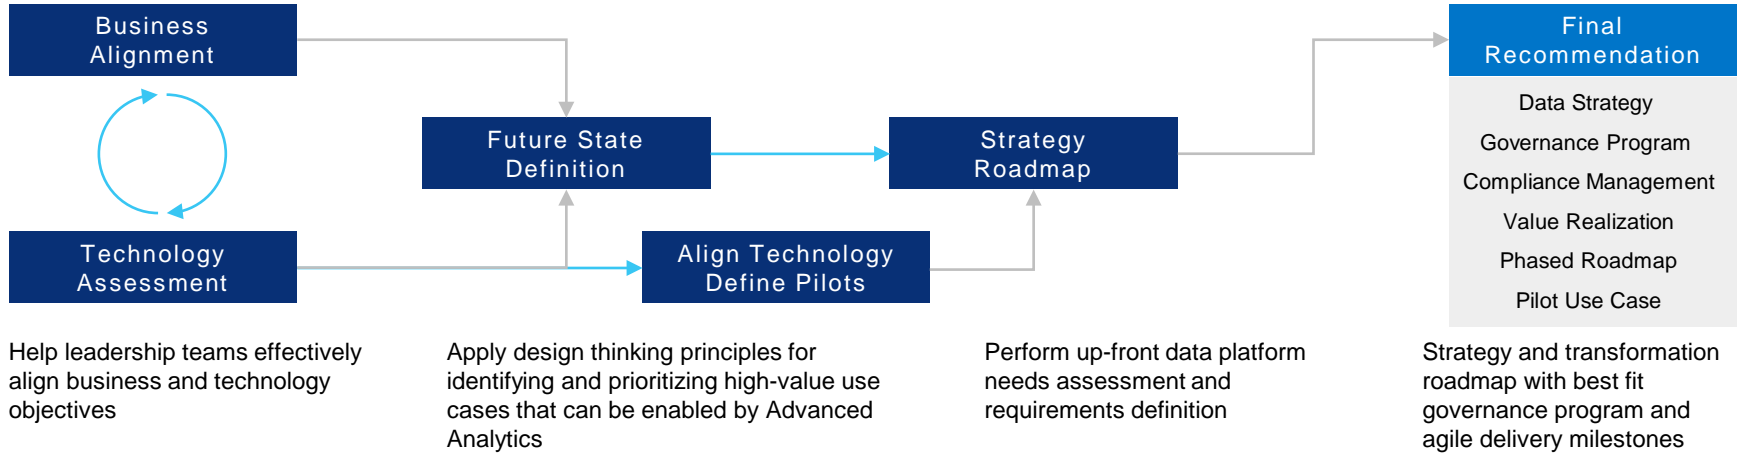 Business
Alignment
Technology
Assessment
Future State
Definition
Align Technology
Define Pilots
Strategy
Roadmap
Final
Recommendation
Data Strategy
Governance Program
Compliance Management
Value Realization
Phased Roadmap
Pilot Use Case
Help leadership teams effectively
align business and technology
objectives
Apply design thinking principles for
identifying and prioritizing high-value use
cases that can be enabled by Advanced
Analytics
Perform up-front data platform
needs assessment and
requirements definition
Strategy and transformation
roadmap with best fit
governance program and
agile delivery milestones